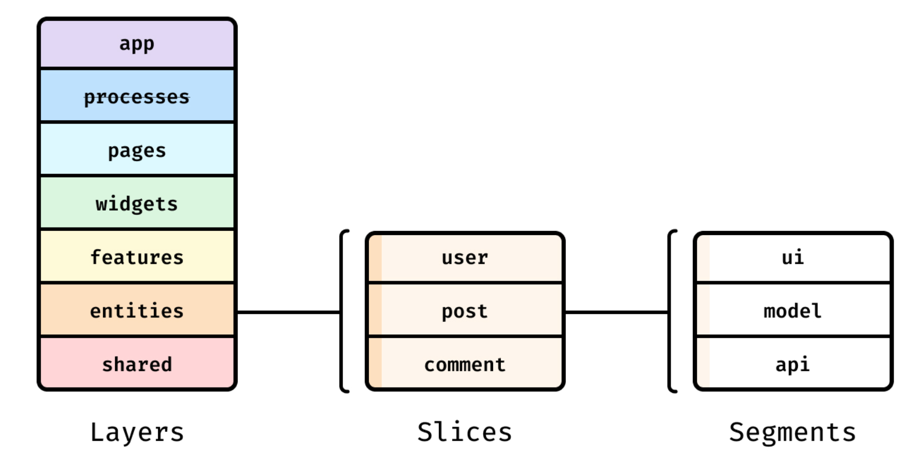 app
processes
pages
widgets
features
entities
shared
Layers
user
post
comment
Slices
ui
model
api
Segments